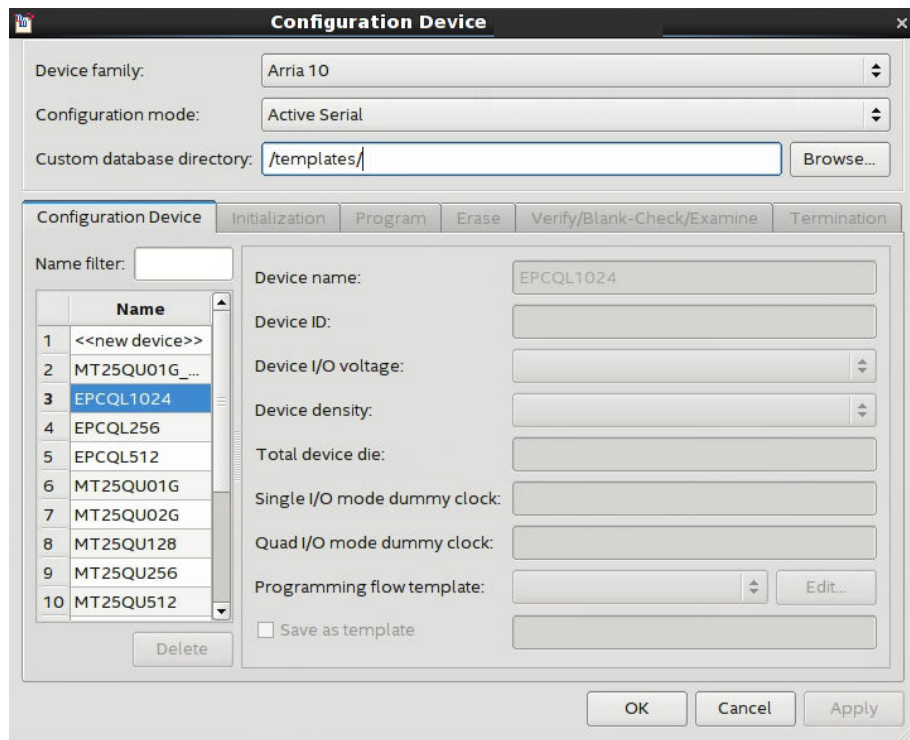 Configuration Device
Device family: Arria 10
Configuration mode: Active Serial
Custom database directory: /templates/ Browse...
Configuration Device Initialization Program Erase Verify/Blank-Check/Examine Termination
Name filter:
Name
1 <<new device>>
2 MT25QU01G_...
3 EPCQL1024
4 EPCQL256
5 EPCQL512
6 MT25QU01G
7 MT25QU02G
8 MT25QU128
9 MT25QU256
10 MT25QU512
Delete
Device name: EPCQL1024
Device ID:
Device I/O voltage:
Device density:
Total device die:
Single I/O mode dummy clock:
Quad I/O mode dummy clock:
Programming flow template: Edit...
Save as template
OK Cancel Apply